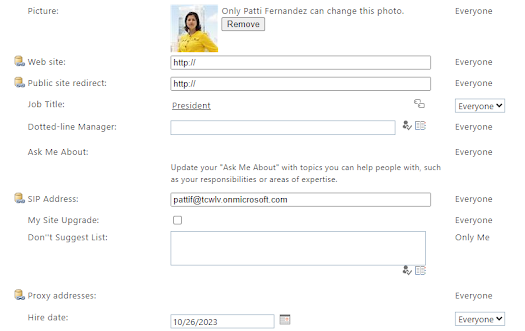 Picture: Only Patti Fernandez can change this photo. Everyone
Remove
Web site: http:// Everyone
Public site redirect: http:// Everyone
Job Title: President Everyone
Dotted-line Manager: Everyone
Ask Me About: Everyone
Update your "Ask Me About" with topics you can help people with, such
as your responsibilities or areas of expertise.
SIP Address: pattif@tcwlv.onmicrosoft.com Everyone
My Site Upgrade: Everyone
Don''t Suggest List: Only Me
Proxy addresses: Everyone
Hire date: 10/26/2023 Everyone